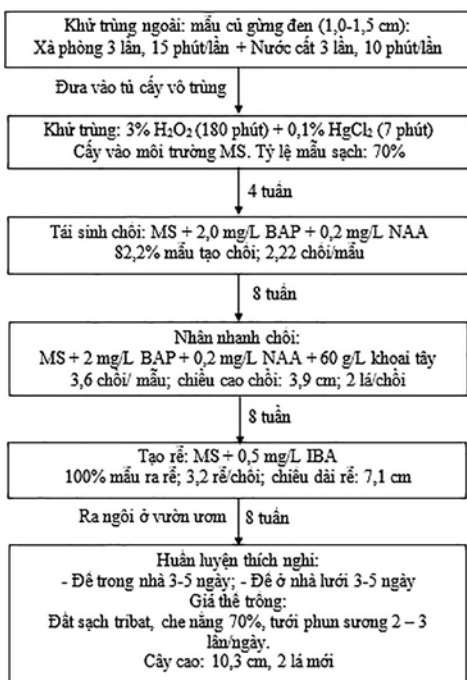 Khử trùng ngoài: mẫu củ gừng đen (1,0-1,5 cm):
Xà phòng 3 lần, 15 phút/lần + Nước cất 3 lần, 10 phút/lần
Đưa vào tủ cấy vô trùng
Khử trùng: 3% H₂O₂ (180 phút) + 0,1% HgCl₂ (7 phút)
Cấy vào môi trường MS. Tỷ lệ mẫu sạch: 70%
4 tuần
Tái sinh chồi: MS + 2,0 mg/L BAP + 0,2 mg/L NAA
82,2% mẫu tạo chồi; 2,22 chồi/mẫu
8 tuần
Nhân nhanh chồi:
MS + 2 mg/L BAP + 0,2 mg/L NAA + 60 g/L khoai tây
3,6 chồi/ mẫu; chiều cao chồi: 3,9 cm; 2 lá/chồi
8 tuần
Tạo rễ: MS + 0,5 mg/L IBA
100% mẫu ra rễ; 3,2 rễ/chồi; chiều dài rễ: 7,1 cm
Ra ngôi ở vườn ươm 8 tuần
Huấn luyện thích nghi:
- Để trong nhà 3-5 ngày; - Để ở nhà lưới 3-5 ngày
Giá thể trồng:
Đất sạch tribat, che nắng 70%, tưới phun sương 2 – 3
lần/ngày.
Cây cao: 10,3 cm, 2 lá mới